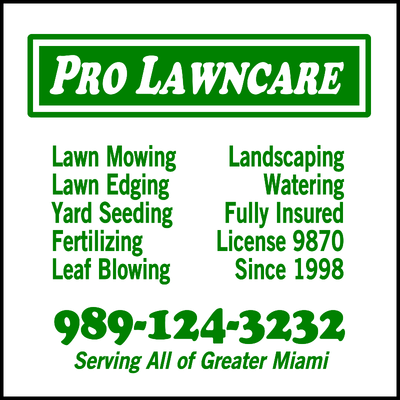 PRO LAWNCARE
Lawn Mowing
Lawn Edging
Yard Seeding
Fertilizing
Leaf Blowing
Landscaping
Watering
Fully Insured
License 9870
Since 1998
989-124-3232
Serving All of Greater Miami